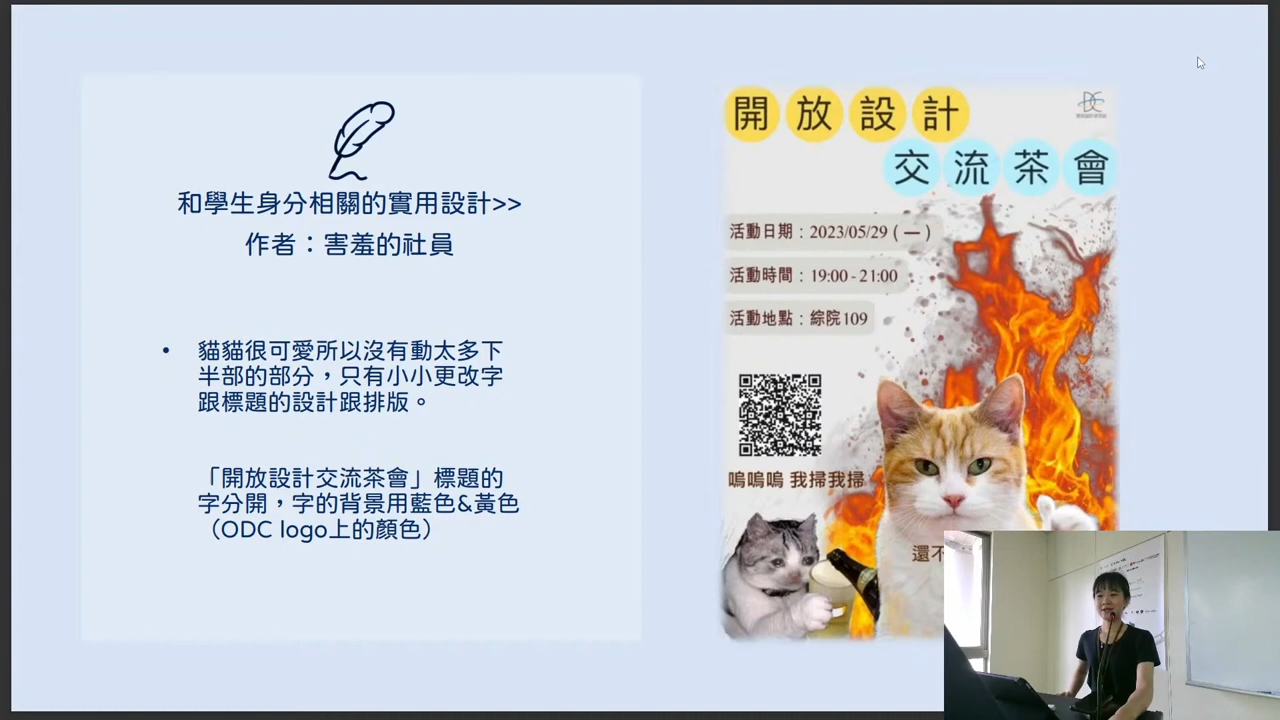 和學生身分相關的實用設計>>
作者：害羞的社員
• 貓貓很可愛所以沒有動太多下
半部的部分，只有小小更改字
跟標題的設計跟排版。
「開放設計交流茶會」標題的
字分開，字的背景用藍色&黃色
（ODC logo上的顏色）
開放設計
交流茶會
活動日期：2023/05/29 ( 一 )
活動時間：19:00 - 21:00
活動地點：綜院109
嗚嗚嗚 我掃我掃
還不